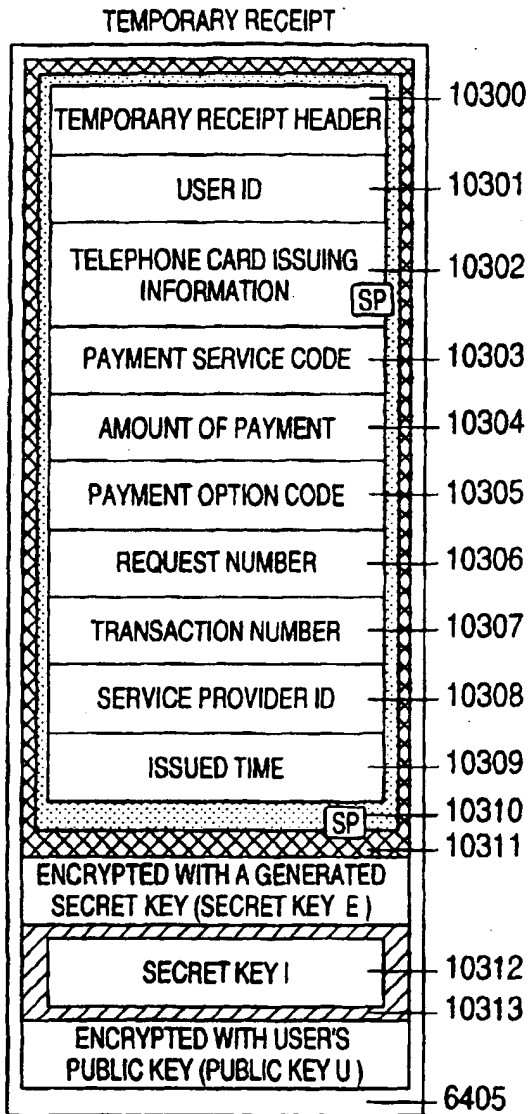 TEMPORARY RECEIPT
TEMPORARY RECEIPT HEADER 10300
USER ID 10301
TELEPHONE CARD ISSUING
INFORMATION 10302
SP
PAYMENT SERVICE CODE 10303
AMOUNT OF PAYMENT 10304
PAYMENT OPTION CODE 10305
REQUEST NUMBER 10306
TRANSACTION NUMBER 10307
SERVICE PROVIDER ID 10308
ISSUED TIME 10309
SP 10310
10311
ENCRYPTED WITH A GENERATED
SECRET KEY (SECRET KEY E)
SECRET KEY I 10312
10313
ENCRYPTED WITH USER'S
PUBLIC KEY (PUBLIC KEY U)
6405